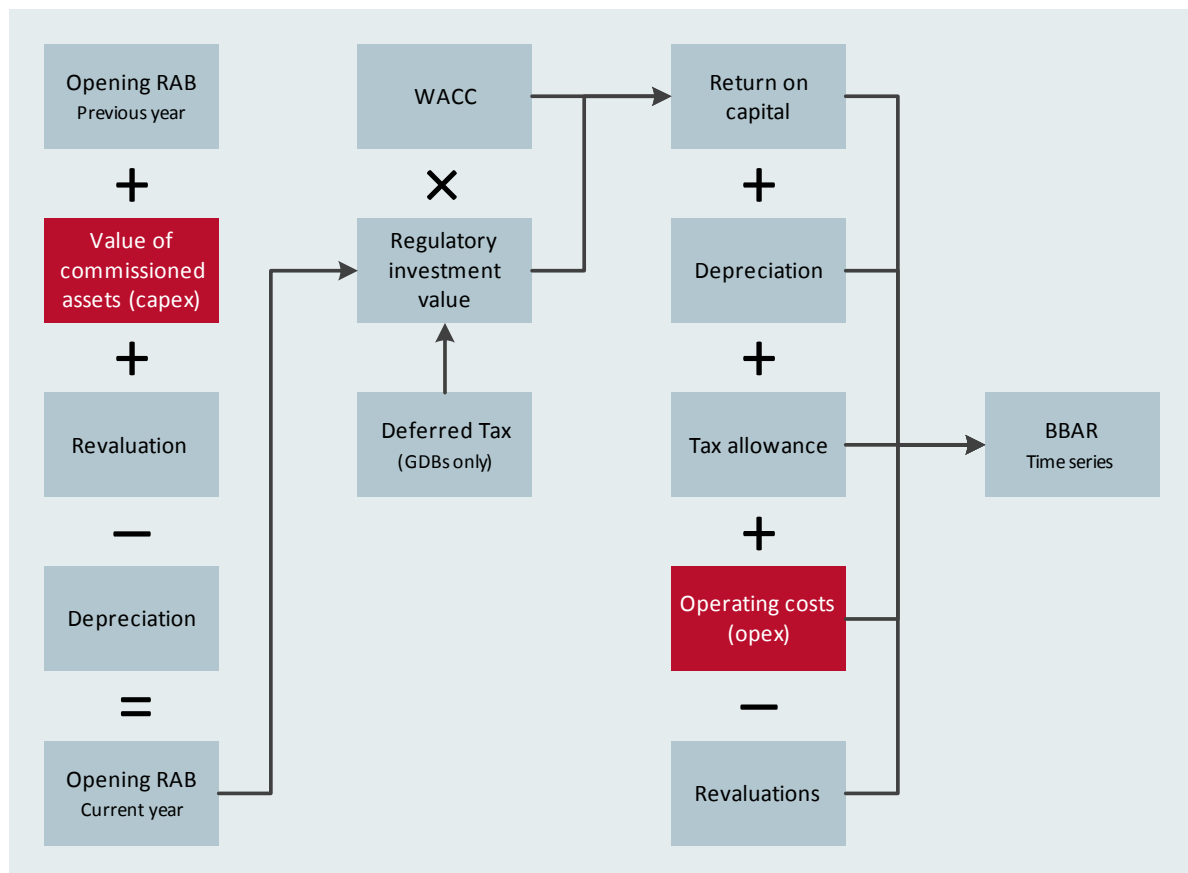 Opening RAB
Previous year
+
Value of
commissioned
assets (capex)
+
Revaluation
−
Depreciation
=
Opening RAB
Current year
WACC
×
Regulatory
investment
value
Deferred Tax
(GDBs only)
Return on
capital
+
Depreciation
+
Tax allowance
+
Operating costs
(opex)
−
Revaluations
BBAR
Time series